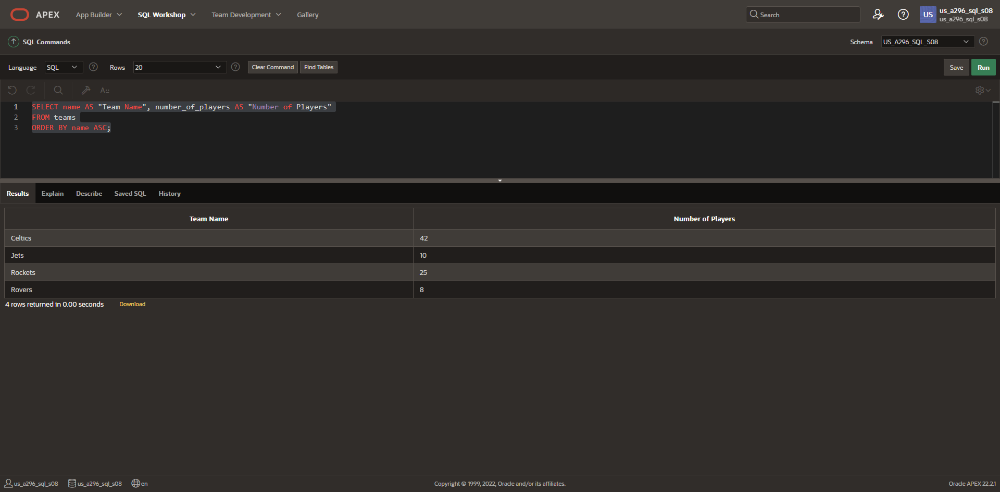 APEX App Builder SQL Workshop Team Development Gallery Search US us_a296_sql_s08
us_a296_sql_s08
SQL Commands Schema US_A296_SQL_S08
Language SQL Rows 20 Clear Command Find Tables Save Run
A
1 SELECT name AS "Team Name", number_of_players AS "Number of Players"
2 FROM teams
3 ORDER BY name ASC;
Results Explain Describe Saved SQL History
Team Name Number of Players
Celtics 42
Jets 10
Rockets 25
Rovers 8
4 rows returned in 0.00 seconds Download
us_a296_sql_s08 us_a296_sql_s08 en Copyright © 1999, 2022, Oracle and/or its affiliates. Oracle APEX 22.2.1